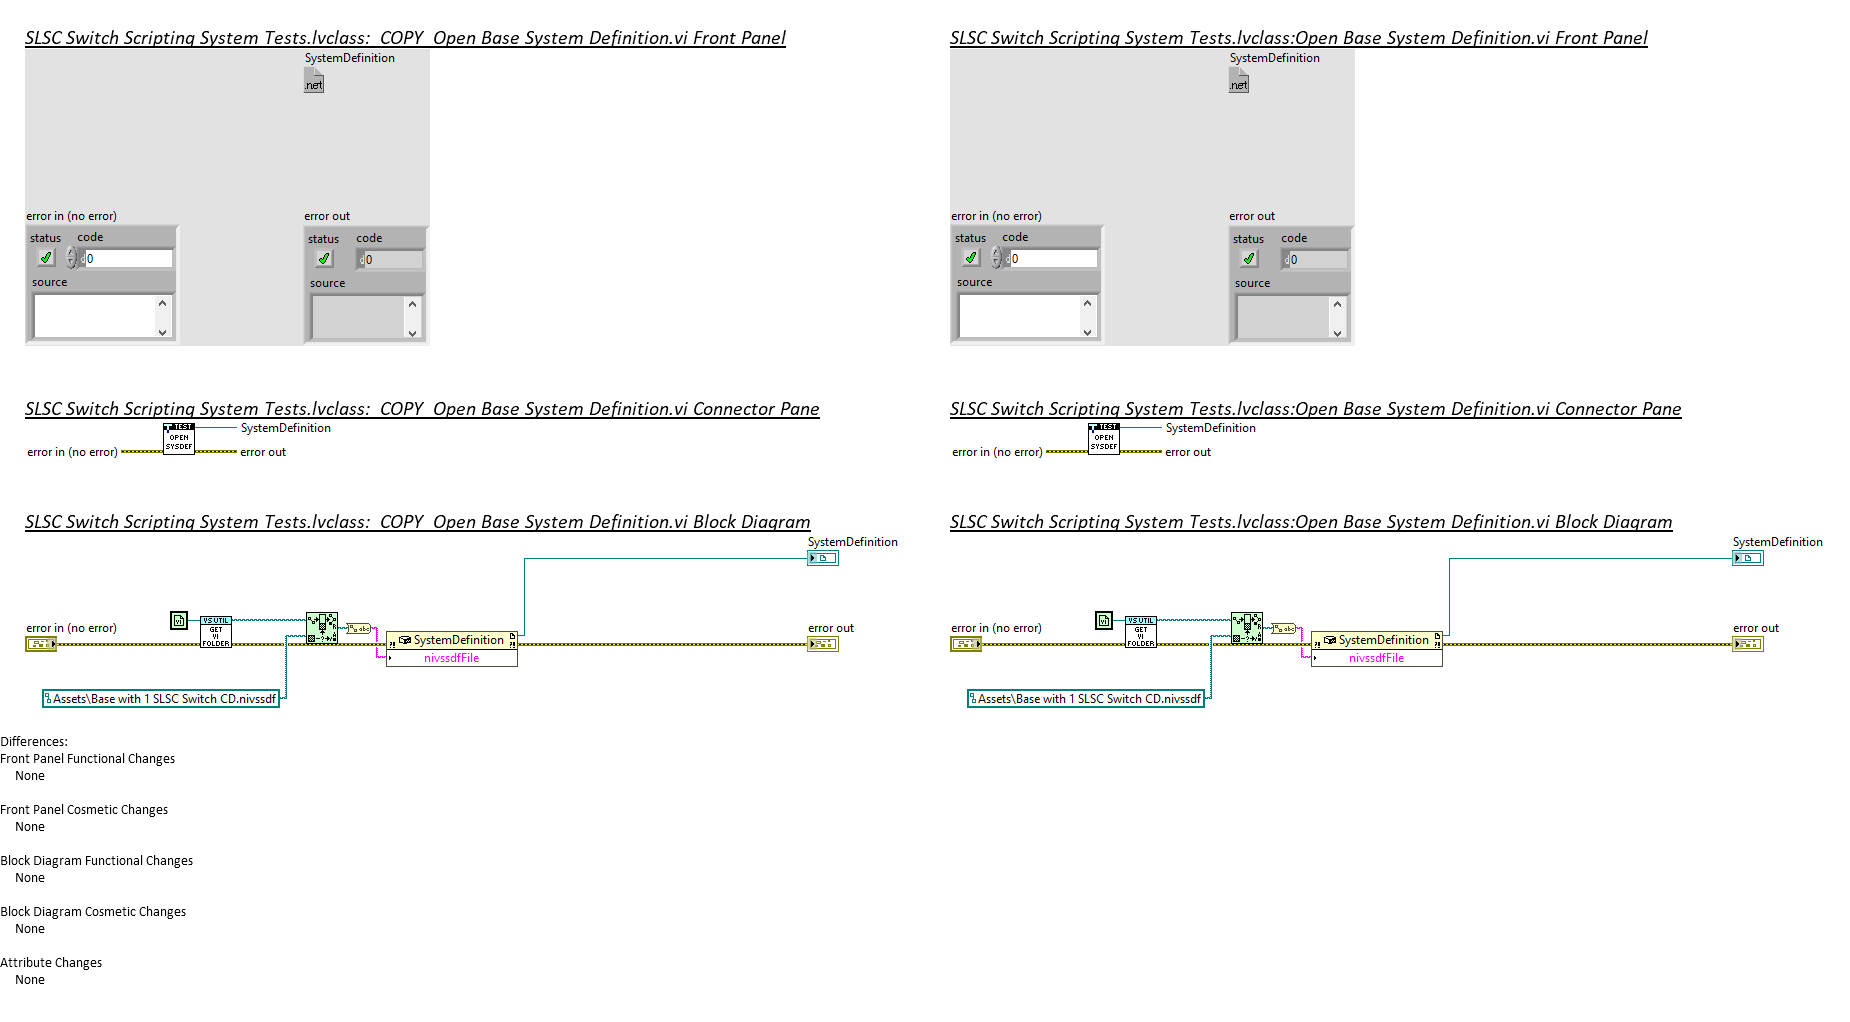 SLSC Switch Scripting System Tests.lvclass:_COPY_Open Base System Definition.vi Front Panel
SystemDefinition
.net
error in (no error)
error out
status
code
0
source
status
code
0
source
SLSC Switch Scripting System Tests.lvclass:Open Base System Definition.vi Front Panel
SystemDefinition
.net
error in (no error)
error out
status
code
0
source
status
code
0
source
SLSC Switch Scripting System Tests.lvclass:_COPY_Open Base System Definition.vi Connector Pane
TEST
OPEN
SYSDEF
SystemDefinition
error in (no error)
error out
SLSC Switch Scripting System Tests.lvclass:Open Base System Definition.vi Connector Pane
TEST
OPEN
SYSDEF
SystemDefinition
error in (no error)
error out
SLSC Switch Scripting System Tests.lvclass:_COPY_Open Base System Definition.vi Block Diagram
SystemDefinition
error in (no error)
VS UTIL
GET
VI
FOLDER
SystemDefinition
nivssdfFile
error out
Assets\Base with 1 SLSC Switch CD.nivssdf
SLSC Switch Scripting System Tests.lvclass:Open Base System Definition.vi Block Diagram
SystemDefinition
error in (no error)
VS UTIL
GET
VI
FOLDER
SystemDefinition
nivssdfFile
error out
Assets\Base with 1 SLSC Switch CD.nivssdf
Differences:
Front Panel Functional Changes
None
Front Panel Cosmetic Changes
None
Block Diagram Functional Changes
None
Block Diagram Cosmetic Changes
None
Attribute Changes
None